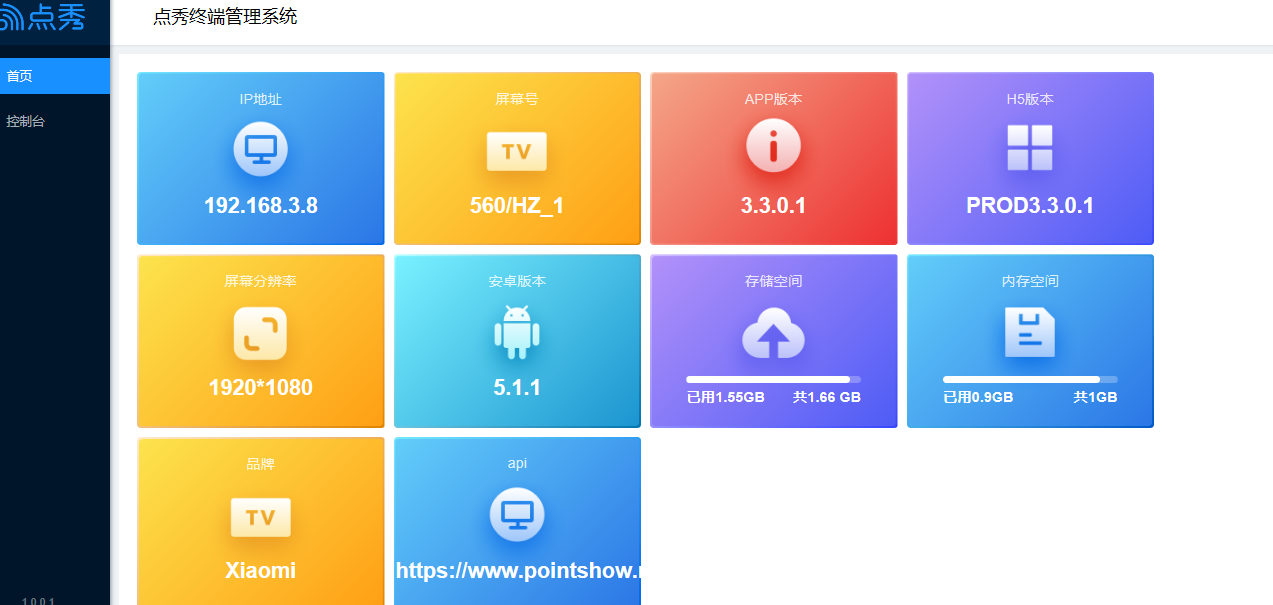 点秀
点秀终端管理系统
首页
控制台
IP地址
192.168.3.8
屏幕号
TV
560/HZ_1
APP版本
3.3.0.1
H5版本
PROD3.3.0.1
屏幕分辨率
1920*1080
安卓版本
5.1.1
存储空间
已用1.55GB 共1.66 GB
内存空间
已用0.9GB 共1GB
品牌
TV
Xiaomi
api
https://www.pointshow.
1.0.0.1